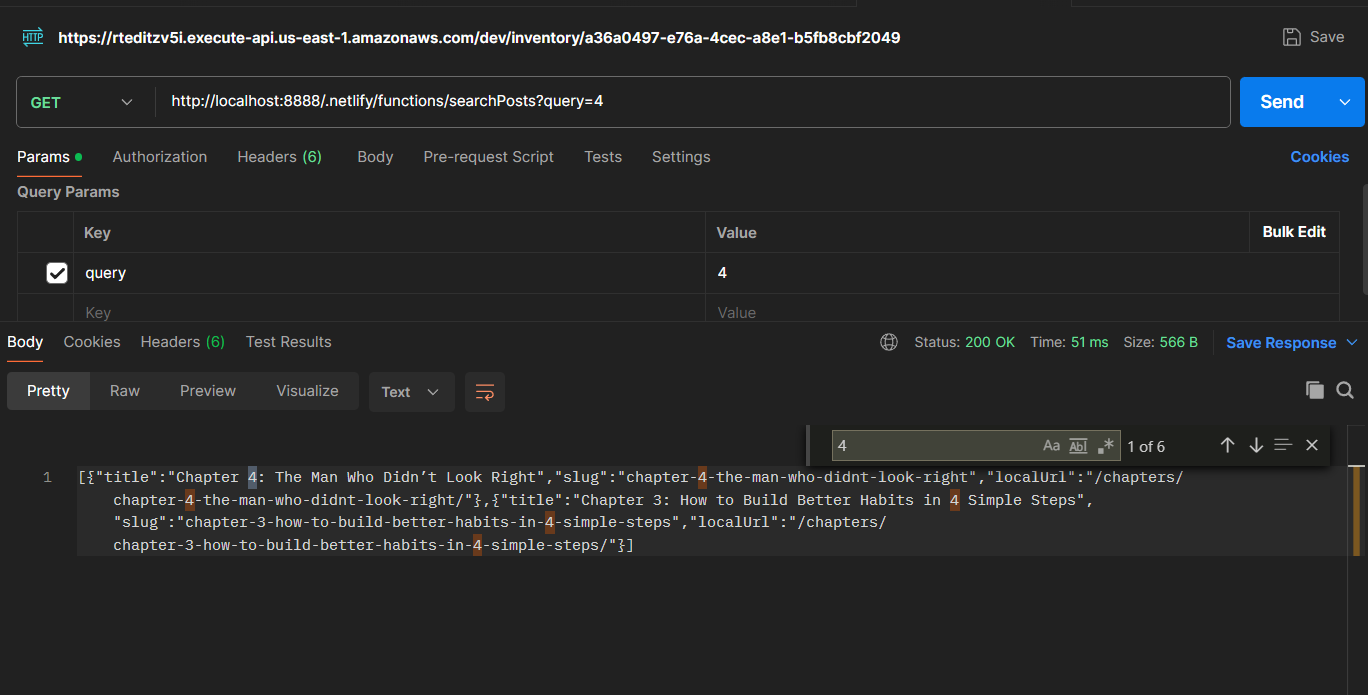 HTTP https://rteditzv5i.execute-api.us-east-1.amazonaws.com/dev/inventory/a36a0497-e76a-4cec-a8e1-b5fb8cbf2049 Save
GET http://localhost:8888/.netlify/functions/searchPosts?query=4 Send
Params Authorization Headers (6) Body Pre-request Script Tests Settings Cookies
Query Params
Key Value Bulk Edit
query 4
Key Value
Body Cookies Headers (6) Test Results Status: 200 OK Time: 51 ms Size: 566 B Save Response
Pretty Raw Preview Visualize Text
4 Aa Abl .* 1 of 6
1 [{"title":"Chapter 4: The Man Who Didn’t Look Right","slug":"chapter-4-the-man-who-didnt-look-right","localUrl":"/chapters/
chapter-4-the-man-who-didnt-look-right/"},{"title":"Chapter 3: How to Build Better Habits in 4 Simple Steps",
"slug":"chapter-3-how-to-build-better-habits-in-4-simple-steps","localUrl":"/chapters/
chapter-3-how-to-build-better-habits-in-4-simple-steps/"}]